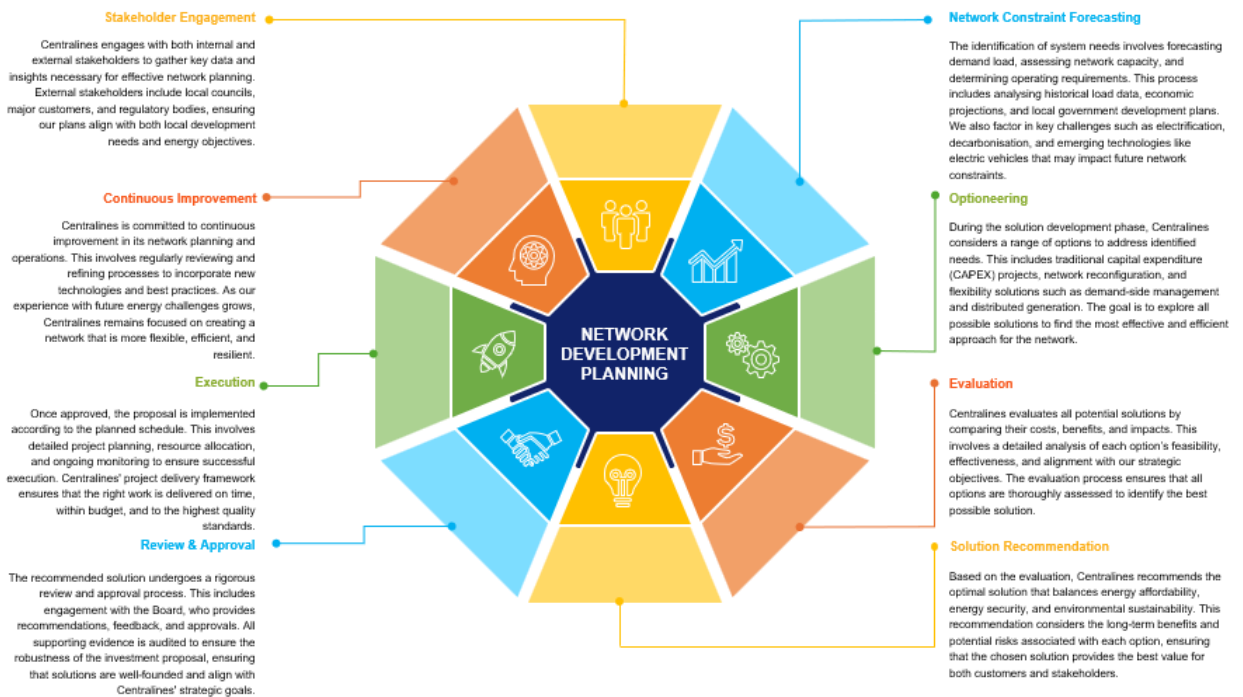 Stakeholder Engagement
Centralines engages with both internal and
external stakeholders to gather key data and
insights necessary for effective network planning.
External stakeholders include local councils,
major customers, and regulatory bodies, ensuring
our plans align with both local development
needs and energy objectives.
Continuous Improvement
Centralines is committed to continuous
improvement in its network planning and
operations. This involves regularly reviewing and
refining processes to incorporate new
technologies and best practices. As our
experience with future energy challenges grows,
Centralines remains focused on creating a
network that is more flexible, efficient, and
resilient.
Execution
Once approved, the proposal is implemented
according to the planned schedule. This involves
detailed project planning, resource allocation,
and ongoing monitoring to ensure successful
execution. Centralines' project delivery framework
ensures that the right work is delivered on time,
within budget, and to the highest quality
standards.
Review & Approval
The recommended solution undergoes a rigorous
review and approval process. This includes
engagement with the Board, who provides
recommendations, feedback, and approvals. All
supporting evidence is audited to ensure the
robustness of the investment proposal, ensuring
that solutions are well-founded and align with
Centralines' strategic goals.
NETWORK
DEVELOPMENT
PLANNING
Network Constraint Forecasting
The identification of system needs involves forecasting
demand load, assessing network capacity, and
determining operating requirements. This process
includes analysing historical load data, economic
projections, and local government development plans.
We also factor in key challenges such as electrification,
decarbonisation, and emerging technologies like
electric vehicles that may impact future network
constraints.
Optioneering
During the solution development phase, Centralines
considers a range of options to address identified
needs. This includes traditional capital expenditure
(CAPEX) projects, network reconfiguration, and
flexibility solutions such as demand-side management
and distributed generation. The goal is to explore all
possible solutions to find the most effective and efficient
approach for the network.
Evaluation
Centralines evaluates all potential solutions by
comparing their costs, benefits, and impacts. This
involves a detailed analysis of each option's feasibility,
effectiveness, and alignment with our strategic
objectives. The evaluation process ensures that all
options are thoroughly assessed to identify the best
possible solution.
Solution Recommendation
Based on the evaluation, Centralines recommends the
optimal solution that balances energy affordability,
energy security, and environmental sustainability. This
recommendation considers the long-term benefits and
potential risks associated with each option, ensuring
that the chosen solution provides the best value for
both customers and stakeholders.